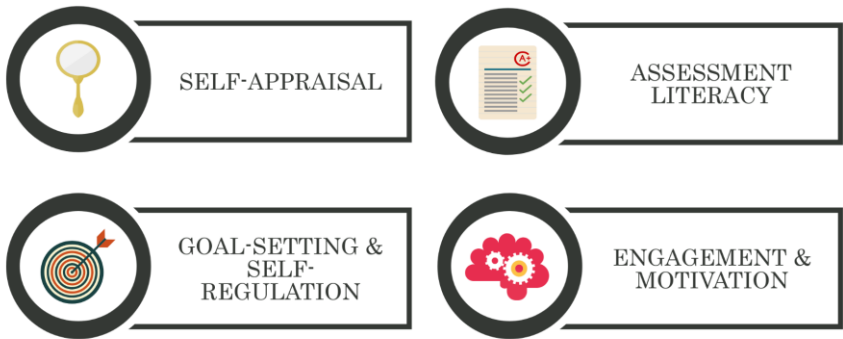 SELF-APPRAISAL
A+
ASSESSMENT
LITERACY
GOAL-SETTING &
SELF-
REGULATION
ENGAGEMENT &
MOTIVATION